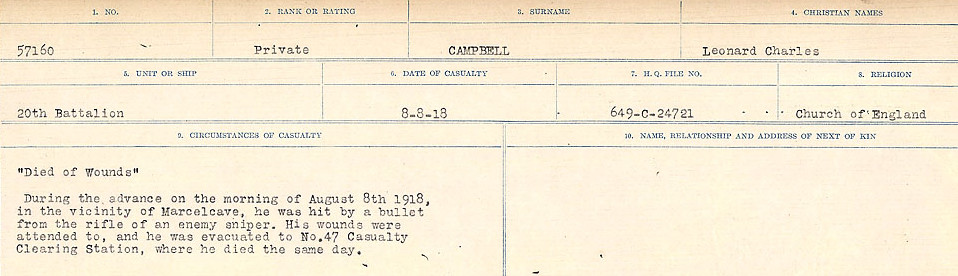 1. NO. 2. RANK OR RATING 3. SURNAME 4. CHRISTIAN NAMES
57160 Private CAMPBELL Leonard Charles
5. UNIT OR SHIP 6. DATE OF CASUALTY 7. H. Q. FILE NO. 8. RELIGION
20th Battalion 8-8-18 649-C-24721 Church of England
9. CIRCUMSTANCES OF CASUALTY 10. NAME, RELATIONSHIP AND ADDRESS OF NEXT OF KIN
"Died of Wounds"
During the advance on the morning of August 8th 1918,
in the vicinity of Marcelcave, he was hit by a bullet
from the rifle of an enemy sniper. His wounds were
attended to, and he was evacuated to No.47 Casualty
Clearing Station, where he died the same day.